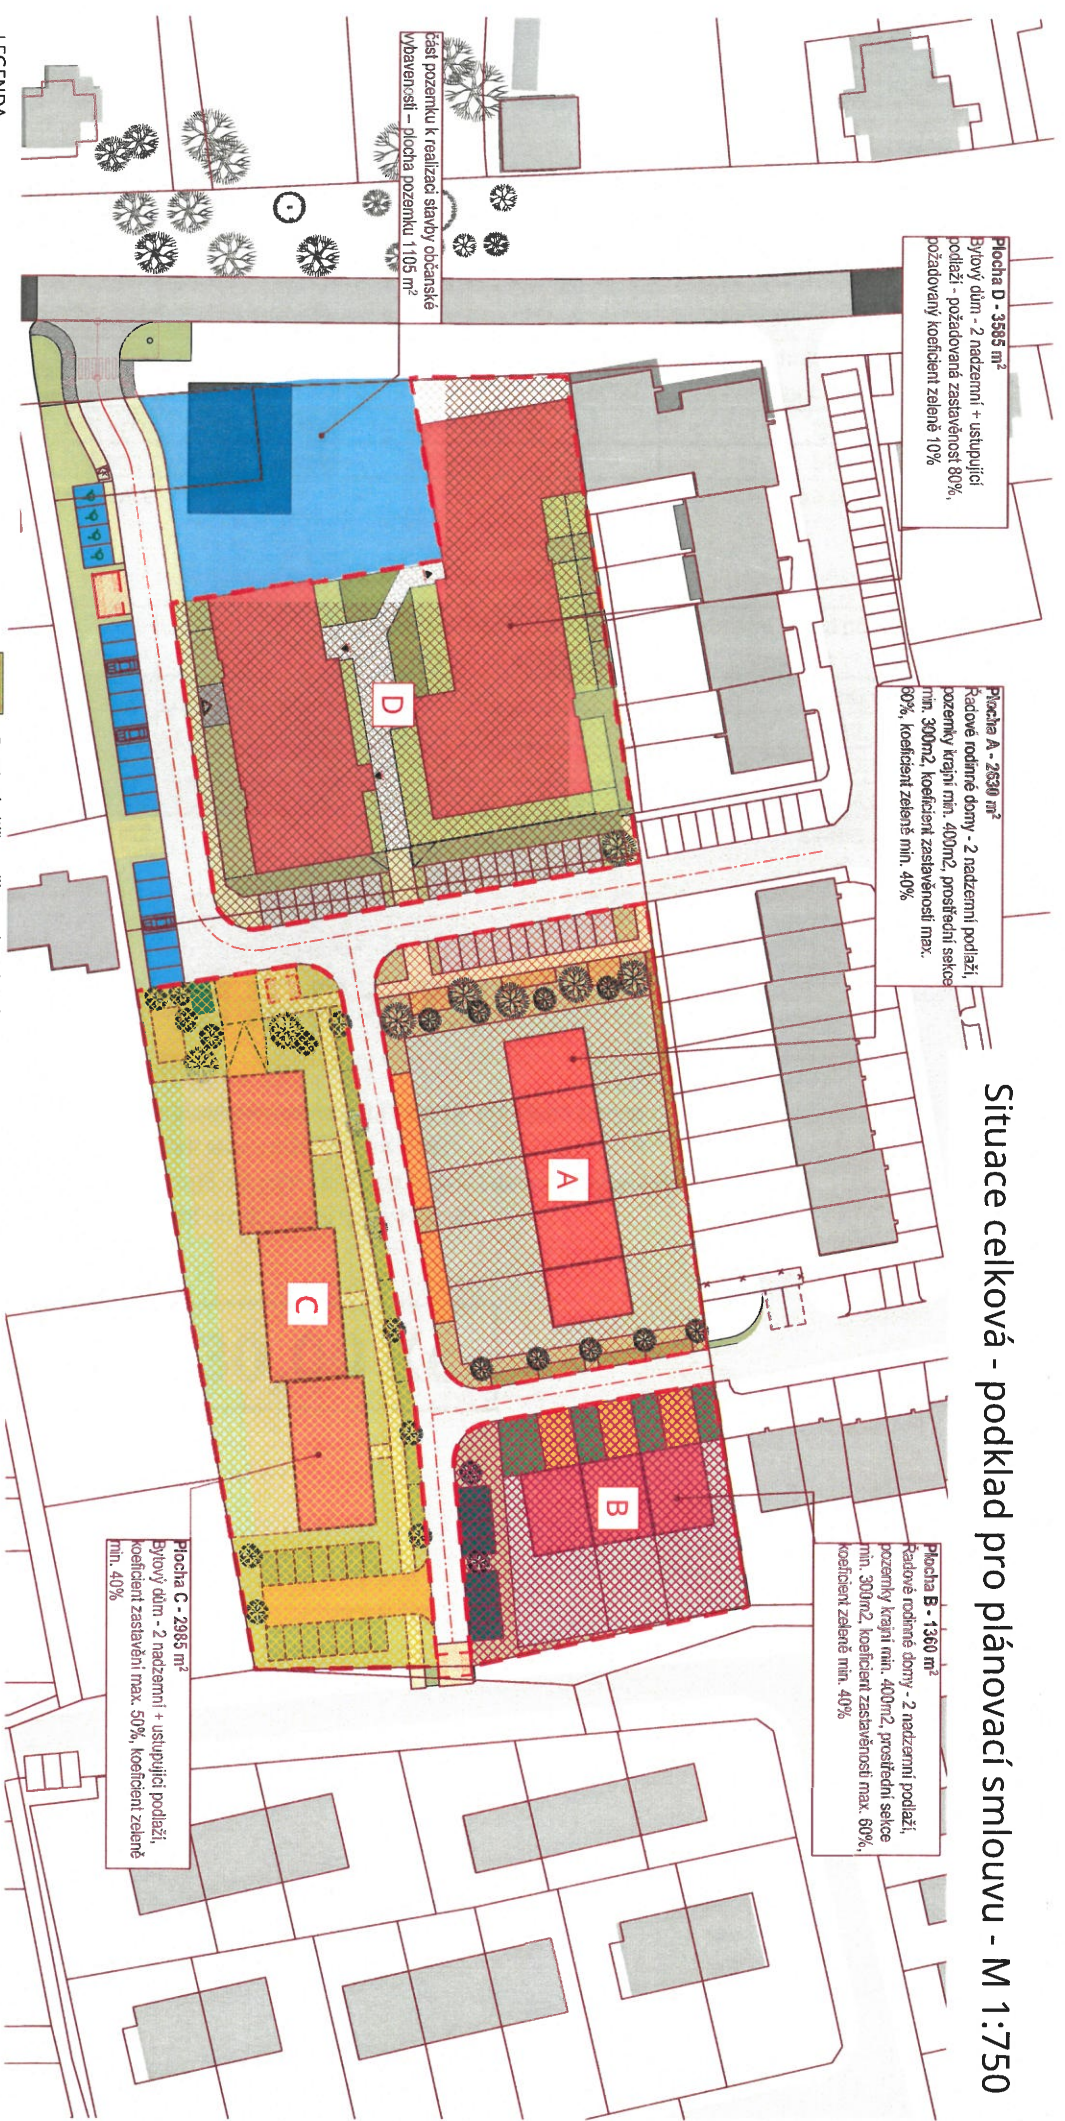 Situace celková - podklad pro plánovací smlouvu - M 1:750
část pozemku k realizaci stavby občanské
vybavenosti – plocha pozemku 1105 m²
Plocha D - 3585 m²
Bytový dům - 2 nadzemní + ustupující
podlaží - požadovaná zastavěnost 80%,
požadovaný koeficient zeleně 10%
Plocha A - 2630 m²
Řadové rodinné domy - 2 nadzemní podlaží,
pozemky krajní min. 400m2, prostřední sekce
min. 300m2, koeficient zastavěnosti max.
60%, koeficient zeleně min. 40%
Plocha B - 1360 m²
Řadové rodinné domy - 2 nadzemní podlaží,
pozemky krajní min. 400m2, prostřední sekce
min. 300m2, koeficient zastavěnosti max. 60%,
koeficient zeleně min. 40%
Plocha C - 2985 m²
Bytový dům - 2 nadzemní + ustupující podlaží,
koeficient zastavění max. 50%, koeficient zeleně
min. 40%
D
A
B
C
LEGENDA